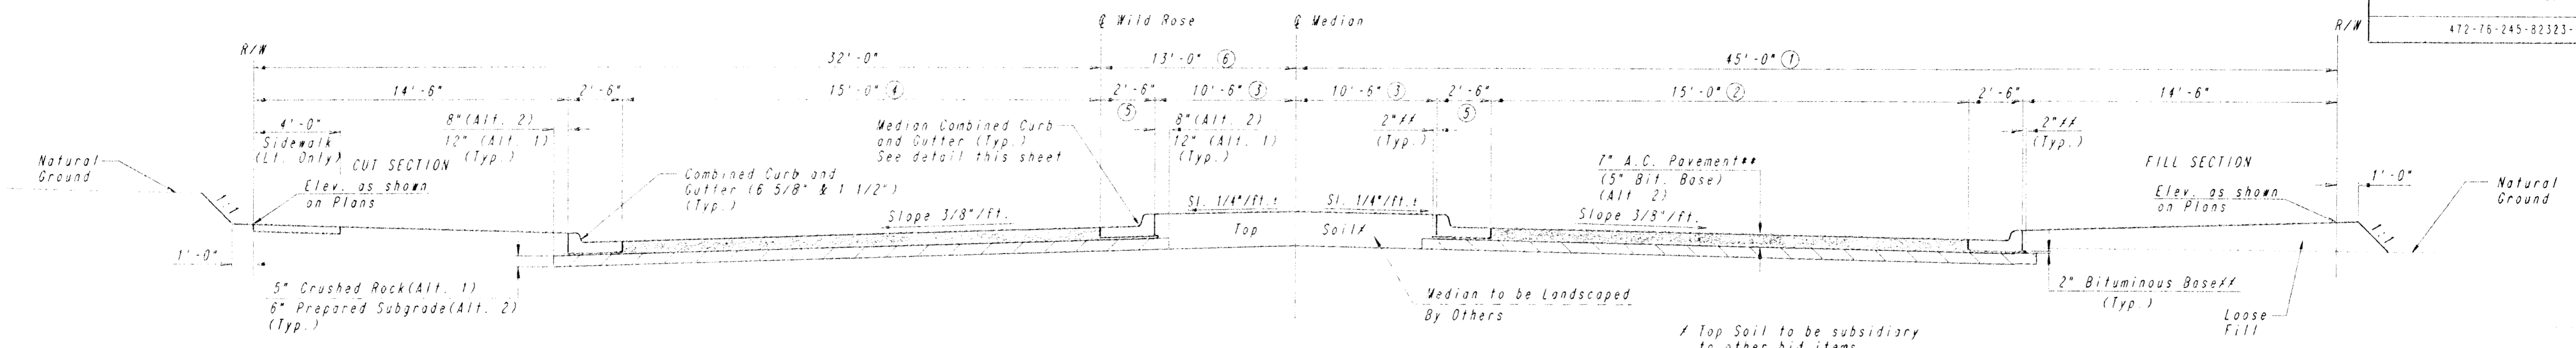 ℄ Wild Rose
℄ Median
R/W
R/W
472-76-245-82323-
32'-0"
13'-0" ⑥
45'-0" ①
14'-6"
2'-6"
15'-0" ④
2'-6"
⑤
10'-6" ③
10'-6" ③
2'-6"
⑤
15'-0" ②
2'-6"
14'-6"
4'-0"
Sidewalk
(Lt. Only)
8" (Alt. 2)
12" (Alt. 1)
(Typ.)
Median Combined Curb
and Gutter (Typ.)
See detail this sheet
8" (Alt. 2)
12" (Alt. 1)
(Typ.)
2"**
(Typ.)
2"**
(Typ.)
Natural
Ground
CUT SECTION
Elev. as shown
on Plans
Combined Curb and
Gutter (6 5/8" & 1 1/2")
(Typ.)
7" A.C. Pavement**
(5" Bit. Base)
(Alt 2)
FILL SECTION
Elev. as shown
on Plans
1'-0"
Natural
Ground
Slope 3/8"/ft.
Sl. 1/4"/ft.±
Sl. 1/4"/ft.±
Slope 3/8"/ft.
Top
Soil*
1'-0"
5" Crushed Rock(Alt. 1)
6" Prepared Subgrade(Alt. 2)
(Typ.)
Median to be Landscaped
By Others
2" Bituminous Base**
(Typ.)
Loose
Fill
* Top Soil to be subsidiary
to other bid items